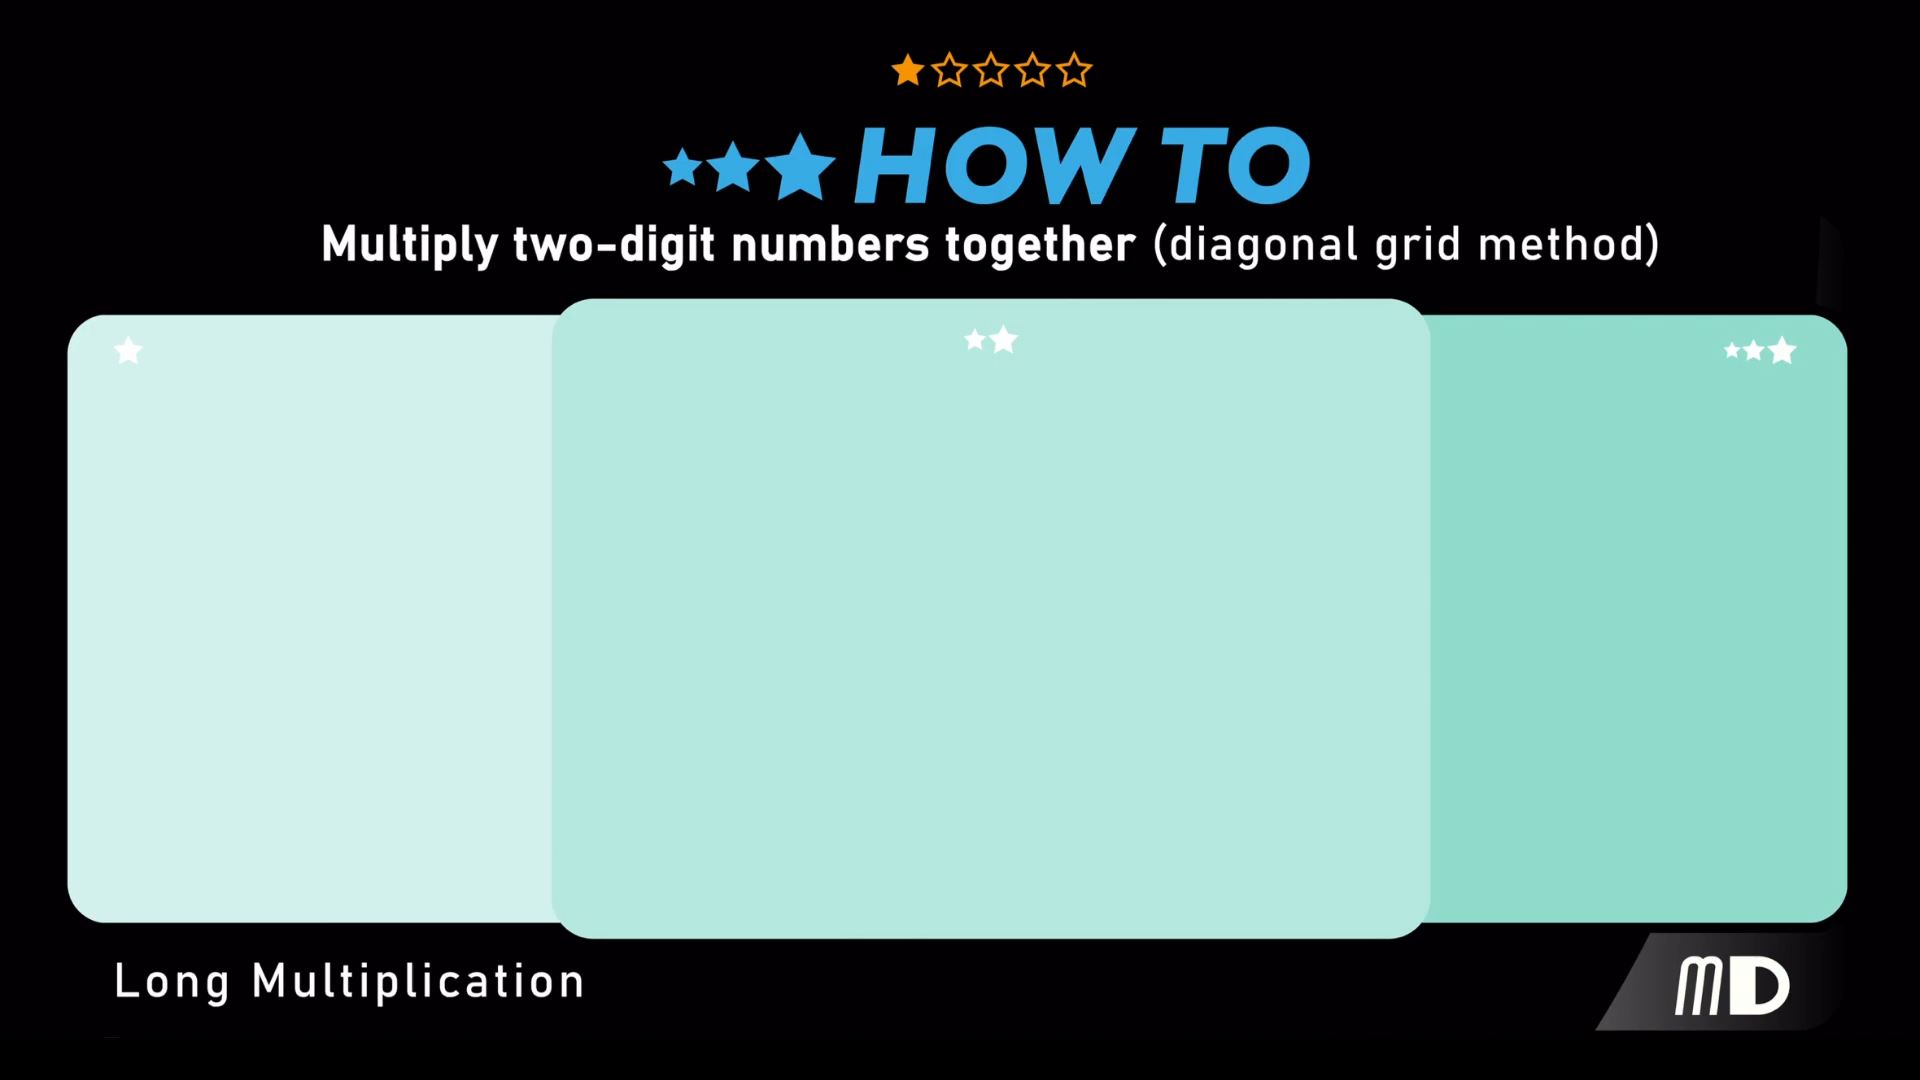 HOW TO
Multiply two-digit numbers together (diagonal grid method)
Long Multiplication
MD